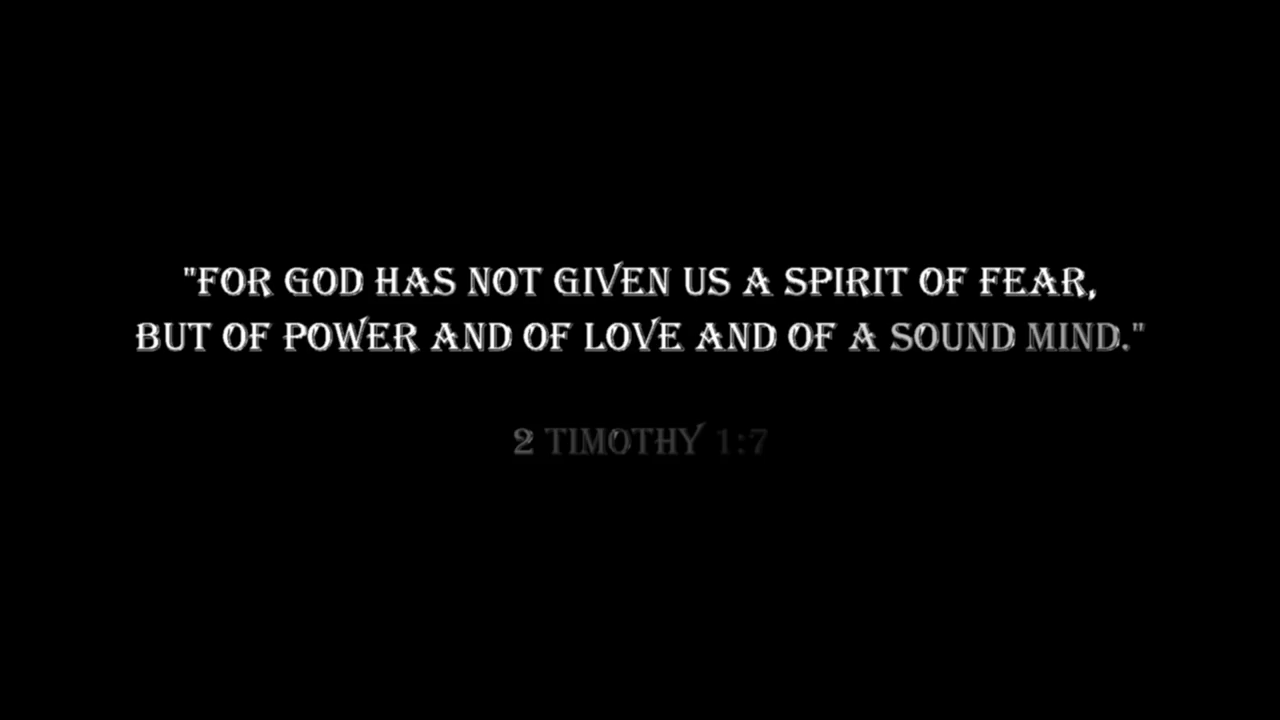 "FOR GOD HAS NOT GIVEN US A SPIRIT OF FEAR,
BUT OF POWER AND OF LOVE AND OF A SOUND MIND."
2 TIMOTHY 1:7